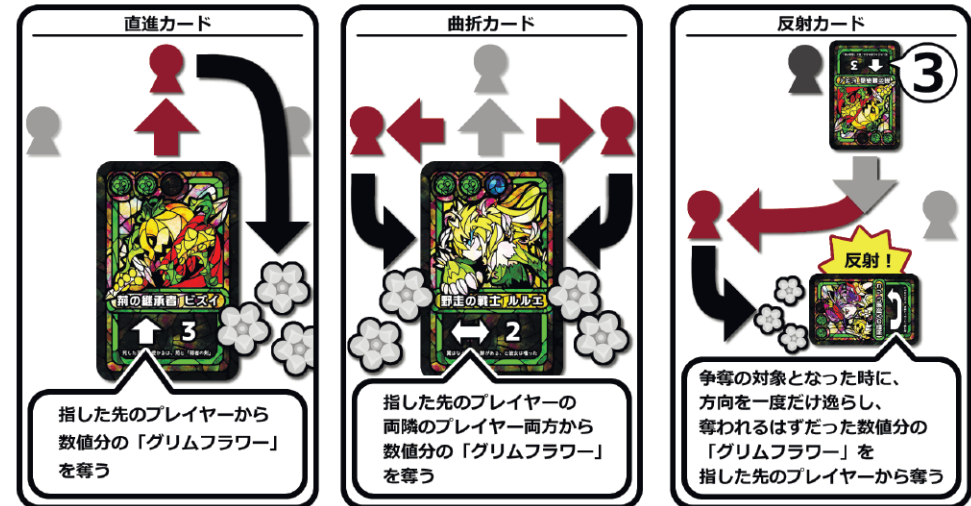 直進カード
荊の継承者 ビズイ
3
指した先のプレイヤーから
数値分の「グリムフラワー」
を奪う
曲折カード
野走の戦士 ルルエ
2
指した先のプレイヤーの
両隣のプレイヤー両方から
数値分の「グリムフラワー」
を奪う
反射カード
3
3
反射！
争奪の対象となった時に、
方向を一度だけ逸らし、
奪われるはずだった数値分の
「グリムフラワー」を
指した先のプレイヤーから奪う